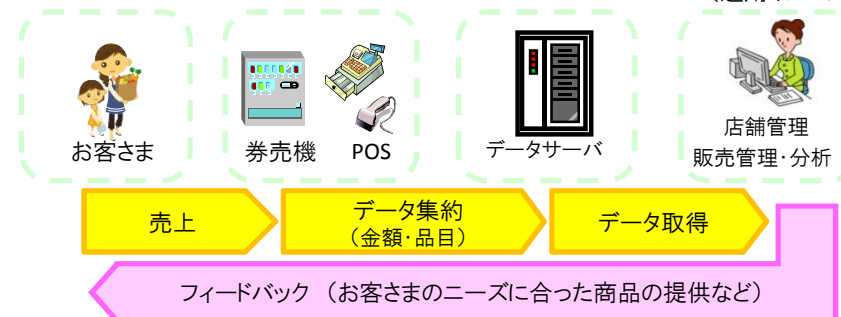 お客さま
券売機
POS
データサーバ
店舗管理
販売管理・分析
売上
データ集約
（金額・品目）
データ取得
フィードバック （お客さまのニーズに合った商品の提供など）